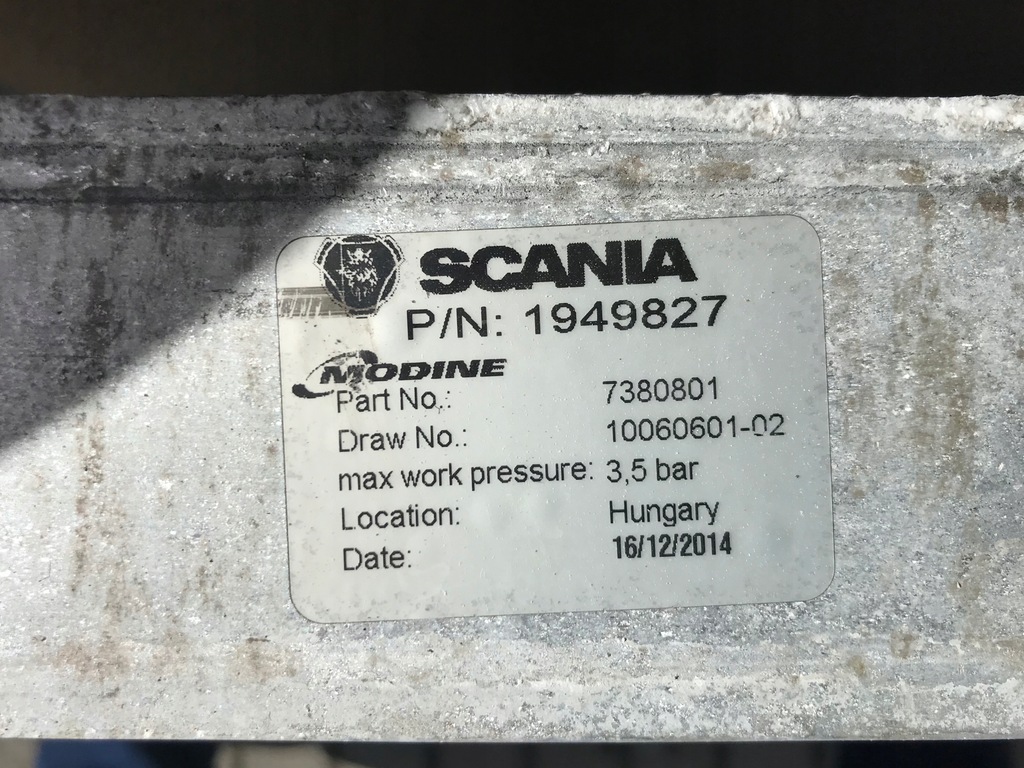 SCANIA
P/N: 1949827
MODINE
Part No.: 7380801
Draw No.: 10060601-02
max work pressure: 3,5 bar
Location: Hungary
Date: 16/12/2014